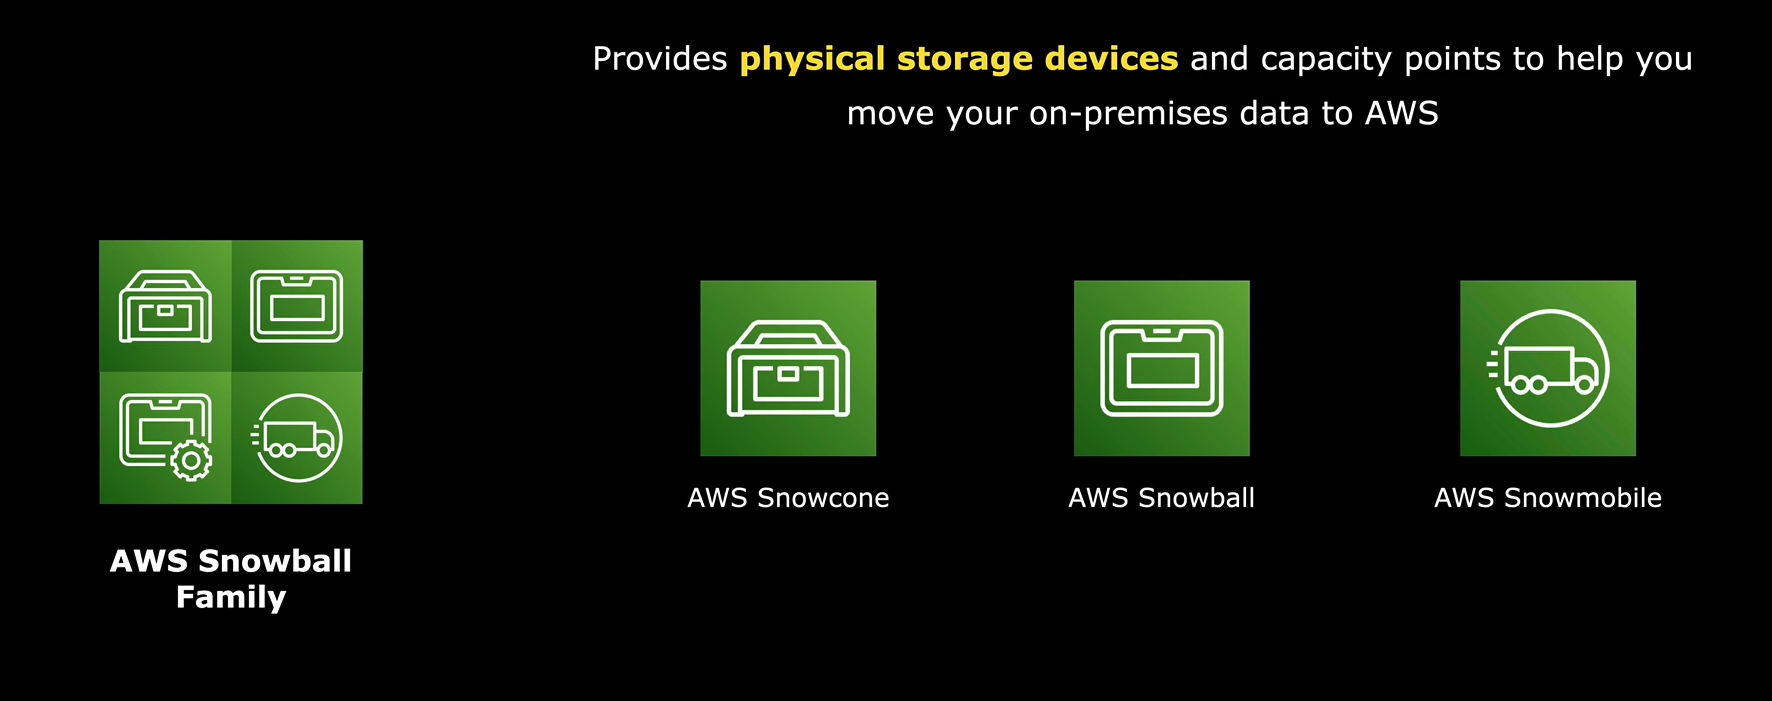 Provides physical storage devices and capacity points to help you
move your on-premises data to AWS
AWS Snowball
Family
AWS Snowcone
AWS Snowball
AWS Snowmobile